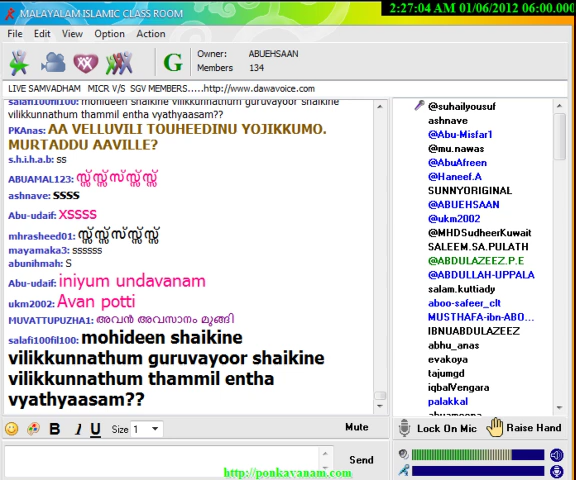 MALAYALAM ISLAMIC CLASS ROOM
2:27:04 AM 01/06/2012 06:00.000
File Edit View Option Action
G
Owner: ABUEHSAAN
Members 134
LIVE SAMVADHAM MICR V/S SGV MEMBERS.....http://www.dawavoice.com
salafi100fil100: mohideen shaikine vilikkunnathum guruvayoor shaikine
vilikkunnathum thammil entha vyathyaasam??
PKAnas: AA VELLUVILI TOUHEEDINU YOJIKKUMO.
MURTADDU AAVILLE?
s.h.i.h.a.b: ss
ABUAMAL123: സ്സ്സ്സ്സ്സ്
ashnave: ssss
Abu-udaif: xssss
mhrasheed01: സ്സ്സ്സ്സ്സ്
mayamaka3: ssssss
abunihmah: S
Abu-udaif: iniyum undavanam
ukm2002: Avan potti
MUVATTUPUZHA1: അവന്‍ അവസാനം മുങ്ങി
salafi100fil100: mohideen shaikine
vilikkunnathum guruvayoor shaikine
vilikkunnathum thammil entha
vyathyaasam??
@suhailyousuf
ashnave
@Abu-Misfar1
@mu.nawas
@AbuAfreen
@Haneef.A
SUNNYORIGINAL
@ABUEHSAAN
@ukm2002
@MHDSudheerKuwait
SALEEM.SA.PULATH
@ABDULAZEEZ.P.E
@ABDULLAH-UPPALA
salam.kuttiady
aboo-safeer_clt
MUSTHAFA-ibn-ABO...
IBNUABDULAZEEZ
abhu_anas
evakoya
tajumgd
iqbalVengara
palakkal
B I U Size 1 Mute
Lock On Mic Raise Hand
Send
http://ponkavanam.com